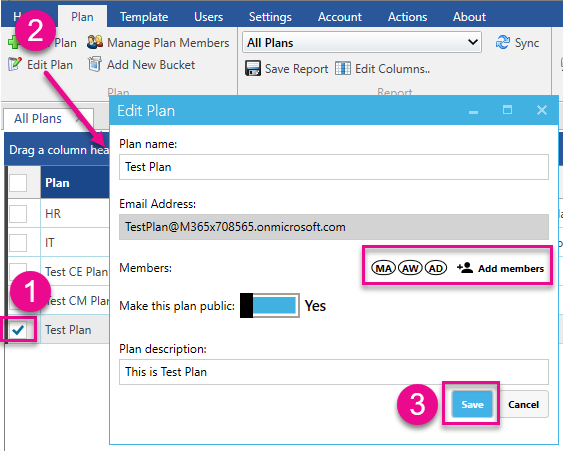 Plan Template Users Settings Account Actions About
2
Plan Manage Plan Members
All Plans
Sync
Edit Plan Add New Bucket
Save Report Edit Columns..
Plan
Report
All Plans
Edit Plan
Drag a column hea
Plan name:
Plan
Test Plan
HR
Email Address:
TestPlan@M365x708565.onmicrosoft.com
IT
Test CE Plan
Members:
MA AW AD Add members
1
Test CM Plan
Make this plan public: Yes
Test Plan
Plan description:
This is Test Plan
3
Save Cancel